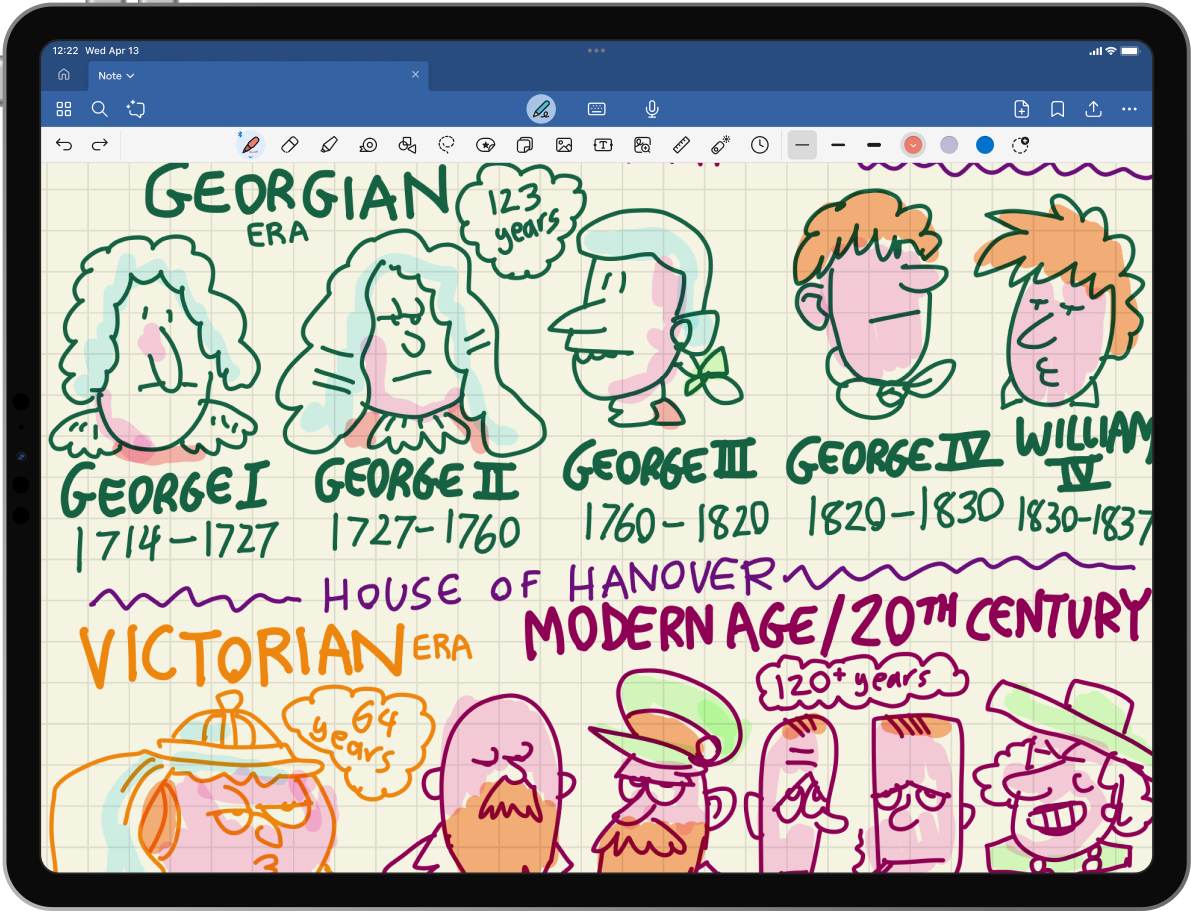 12:22 Wed Apr 13
Note
GEORGIAN
ERA
123
years
GEORGE I
1714-1727
GEORGE II
1727-1760
GEORGE III
1760-1820
GEORGE IV
1820-1830
WILLIAM
IV
1830-1837
HOUSE OF HANOVER
VICTORIAN ERA
64
years
MODERN AGE/20TH CENTURY
120+ years